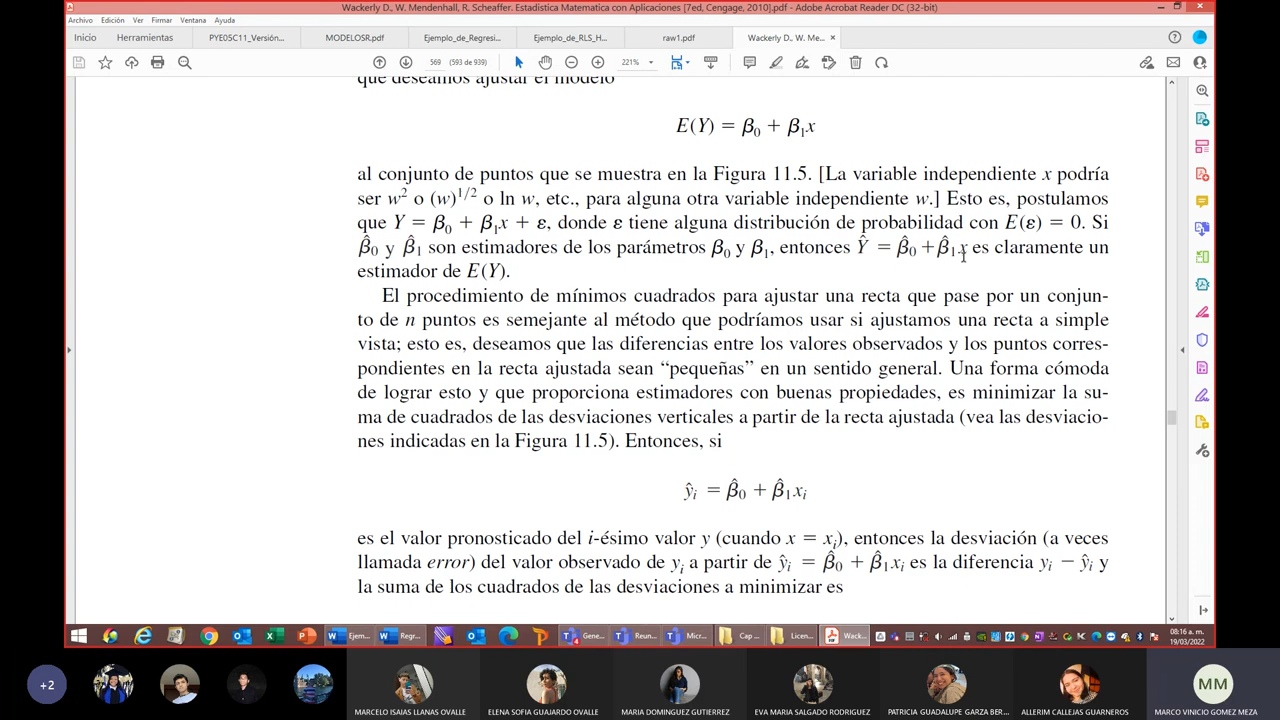 Wackerly D., W. Mendenhall, R. Scheaffer. Estadística Matematica con Aplicaciones [7ed, Cengage, 2010].pdf - Adobe Acrobat Reader DC (32-bit)
Archivo Edición Ver Firmar Ventana Ayuda
Inicio Herramientas PYE05C11_Versión... MODELOSR.pdf Ejemplo_de_Regresi... Ejemplo_de_RLS_H... raw1.pdf Wackerly D., W. Me... ×
569 (593 de 939) 221%
que deseamos ajustar el modelo
E(Y) = β₀ + β₁x
al conjunto de puntos que se muestra en la Figura 11.5. [La variable independiente x podría
ser w² o (w)^1/2 o ln w, etc., para alguna otra variable independiente w.] Esto es, postulamos
que Y = β₀ + β₁x + ε, donde ε tiene alguna distribución de probabilidad con E(ε) = 0. Si
β̂₀ y β̂₁ son estimadores de los parámetros β₀ y β₁, entonces Ŷ = β̂₀ + β̂₁x es claramente un
estimador de E(Y).
El procedimiento de mínimos cuadrados para ajustar una recta que pase por un conjun-
to de n puntos es semejante al método que podríamos usar si ajustamos una recta a simple
vista; esto es, deseamos que las diferencias entre los valores observados y los puntos corres-
pondientes en la recta ajustada sean “pequeñas” en un sentido general. Una forma cómoda
de lograr esto y que proporciona estimadores con buenas propiedades, es minimizar la su-
ma de cuadrados de las desviaciones verticales a partir de la recta ajustada (vea las desviacio-
nes indicadas en la Figura 11.5). Entonces, si
ŷᵢ = β̂₀ + β̂₁xᵢ
es el valor pronosticado del i-ésimo valor y (cuando x = xᵢ), entonces la desviación (a veces
llamada error) del valor observado de yᵢ a partir de ŷᵢ = β̂₀ + β̂₁xᵢ es la diferencia yᵢ − ŷᵢ y
la suma de los cuadrados de las desviaciones a minimizar es
Ejem... Regr... Gene... Reun... Micr... Cap ... Licen... Wack... 08:16 a. m.
19/03/2022
+2 MM
MARCELO ISAIAS LLANAS OVALLE ELENA SOFIA GUAJARDO OVALLE MARIA DOMINGUEZ GUTIERREZ EVA MARIA SALGADO RODRIGUEZ PATRICIA GUADALUPE GARZA BER... ALLERIM CALLEJAS GUARNEROS MARCO VINICIO GOMEZ MEZA